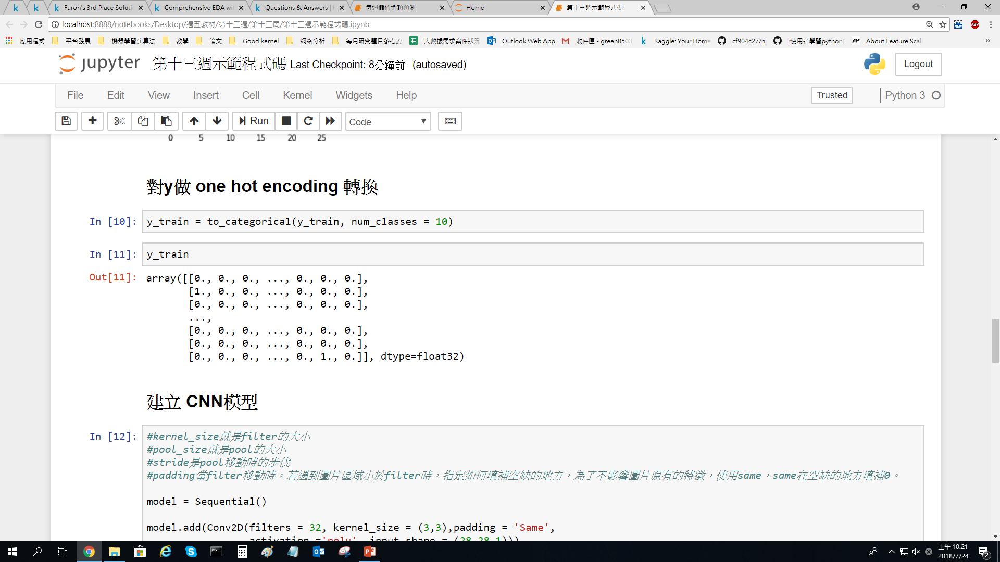 Faron's 3rd Place Soluti
Comprehensive EDA wi
Questions & Answers |
每週儲值金額預測
Home
第十三週示範程式碼
localhost:8888/notebooks/Desktop/週五教材/第十三週/第十三周/第十三週示範程式碼.ipynb
應用程式 平台發展 機器學習演算法 教學 論文 Good kernel 網絡分析 每月研究題目參考資 大數據需求案件狀況 Outlook Web App 收件匣 - green0503 Kaggle: Your Home cf904c27/hi r使用者學習python About Feature Scal »
jupyter 第十三週示範程式碼 Last Checkpoint: 8分鐘前 (autosaved) Logout
File Edit View Insert Cell Kernel Widgets Help Trusted Python 3
Run Code
0 5 10 15 20 25
對y做 one hot encoding 轉換
In [10]: y_train = to_categorical(y_train, num_classes = 10)
In [11]: y_train
Out[11]: array([[0., 0., 0., ..., 0., 0., 0.],
[1., 0., 0., ..., 0., 0., 0.],
[0., 0., 0., ..., 0., 0., 0.],
...,
[0., 0., 0., ..., 0., 0., 0.],
[0., 0., 0., ..., 0., 0., 0.],
[0., 0., 0., ..., 0., 1., 0.]], dtype=float32)
建立 CNN模型
In [12]: #kernel_size就是filter的大小
#pool_size就是pool的大小
#stride是pool移動時的步伐
#padding當filter移動時，若遇到圖片區域小於filter時，指定如何填補空缺的地方，為了不影響圖片原有的特徵，使用same，same在空缺的地方填補0。
model = Sequential()
model.add(Conv2D(filters = 32, kernel_size = (3,3),padding = 'Same',
activation ='relu', input_shape = (28,28,1)))
上午 10:21
2018/7/24
2